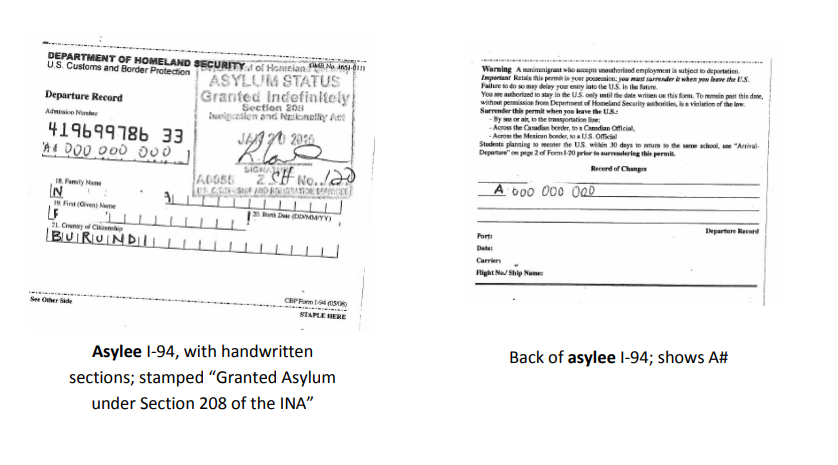 DEPARTMENT OF HOMELAND SECURITY
U.S. Customs and Border Protection
OMB No. 1651-0111
ASYLUM STATUS
Granted Indefinitely
Section 208
Immigration and Nationality Act
Departure Record
Admission Number
419699786 33
JAN 20 2015
A# 000 000 000
SIGNATURE
No. 120
18. Family Name
N
19. First (Given) Name
F
20. Birth Date (DD/MM/YY)
21. Country of Citizenship
BURUNDI
See Other Side
CBP Form I-94 (05/08)
STAPLE HERE
Asylee I-94, with handwritten
sections; stamped “Granted Asylum
under Section 208 of the INA”
Warning A nonimmigrant who accepts unauthorized employment is subject to deportation.
Important Retain this permit in your possession; you must surrender it when you leave the U.S.
Failure to do so may delay your entry into the U.S. in the future.
You are authorized to stay in the U.S. only until the date written on this form. To remain past this date,
without permission from Department of Homeland Security authorities, is a violation of the law.
Surrender this permit when you leave the U.S.:
- By sea or air, to the transportation line;
- Across the Canadian border, to a Canadian Official;
- Across the Mexican border, to a U.S. Official
Students planning to reenter the U.S. within 30 days to return to the same school, see "Arrival-
Departure" on page 2 of Form I-20 prior to surrendering this permit.
Record of Changes
A 000 000 000
Departure Record
Port:
Date:
Carrier:
Flight No./ Ship Name:
Back of asylee I-94; shows A#